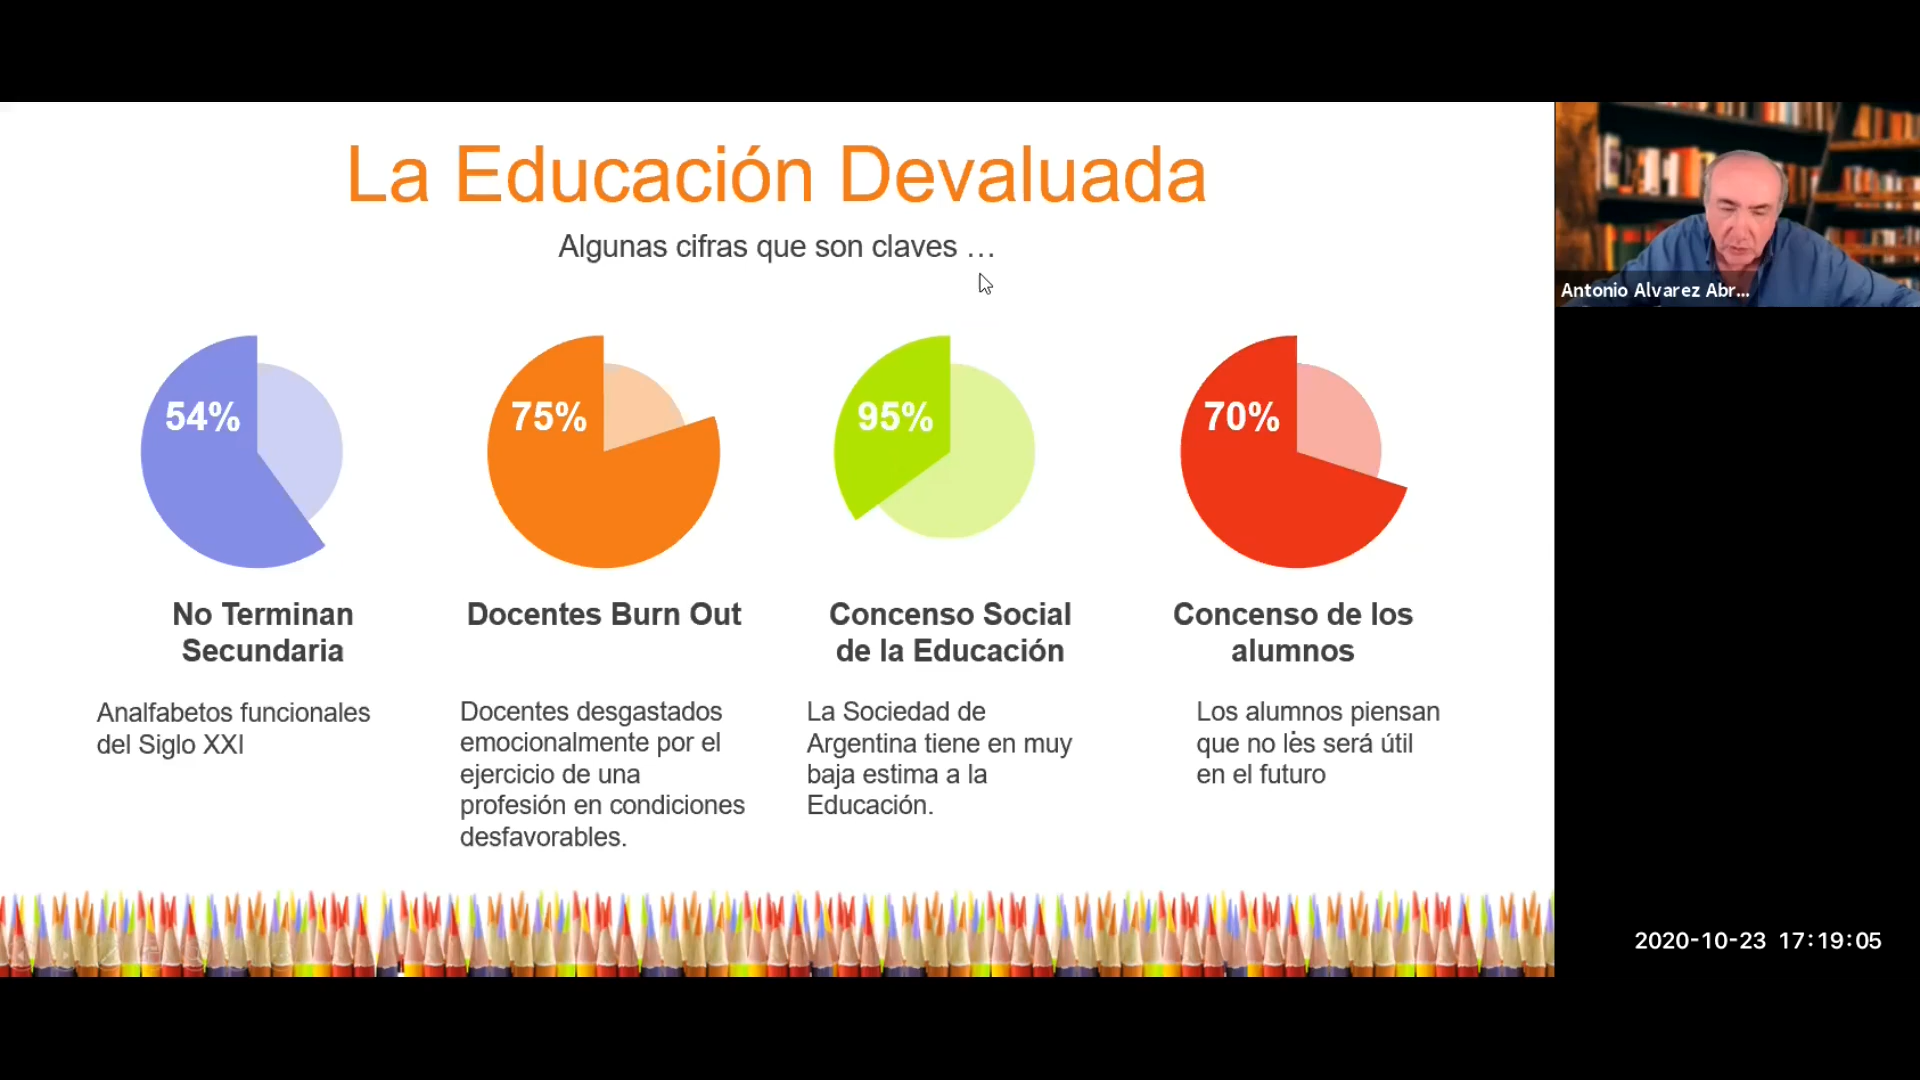 La Educación Devaluada
Algunas cifras que son claves …
54%
75%
95%
70%
No Terminan
Secundaria
Docentes Burn Out
Concenso Social
de la Educación
Concenso de los
alumnos
Analfabetos funcionales
del Siglo XXI
Docentes desgastados
emocionalmente por el
ejercicio de una
profesión en condiciones
desfavorables.
La Sociedad de
Argentina tiene en muy
baja estima a la
Educación.
Los alumnos piensan
que no les será útil
en el futuro
Antonio Alvarez Abr...
2020-10-23 17:19:05